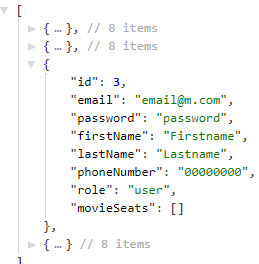 [
{ … }, // 8 items
{ … }, // 8 items
{
"id": 3,
"email": "email@m.com",
"password": "password",
"firstName": "Firstname",
"lastName": "Lastname",
"phoneNumber": "00000000",
"role": "user",
"movieSeats": []
},
{ … } // 8 items
]